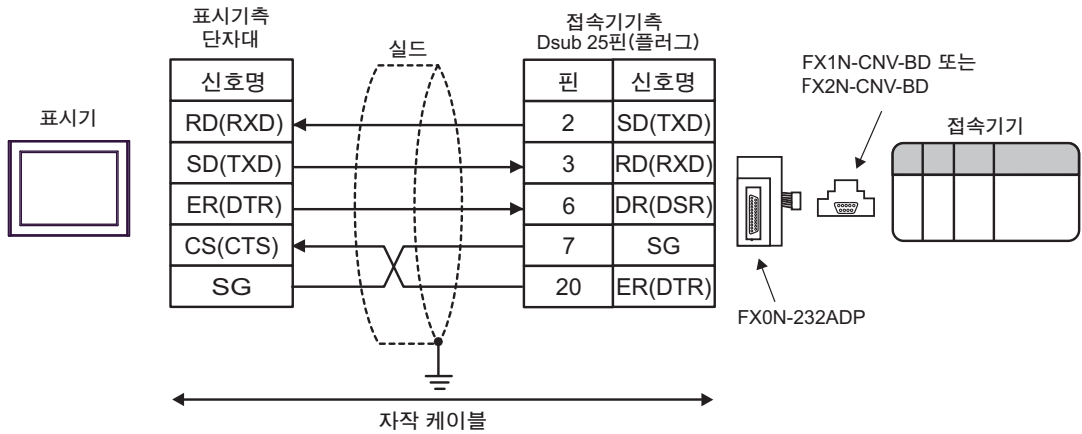 표시기
표시기측
단자대
신호명
RD(RXD)
SD(TXD)
ER(DTR)
CS(CTS)
SG
실드
접속기기측
Dsub 25핀(플러그)
핀 신호명
2 SD(TXD)
3 RD(RXD)
6 DR(DSR)
7 SG
20 ER(DTR)
자작 케이블
FX1N-CNV-BD 또는
FX2N-CNV-BD
접속기기
FX0N-232ADP